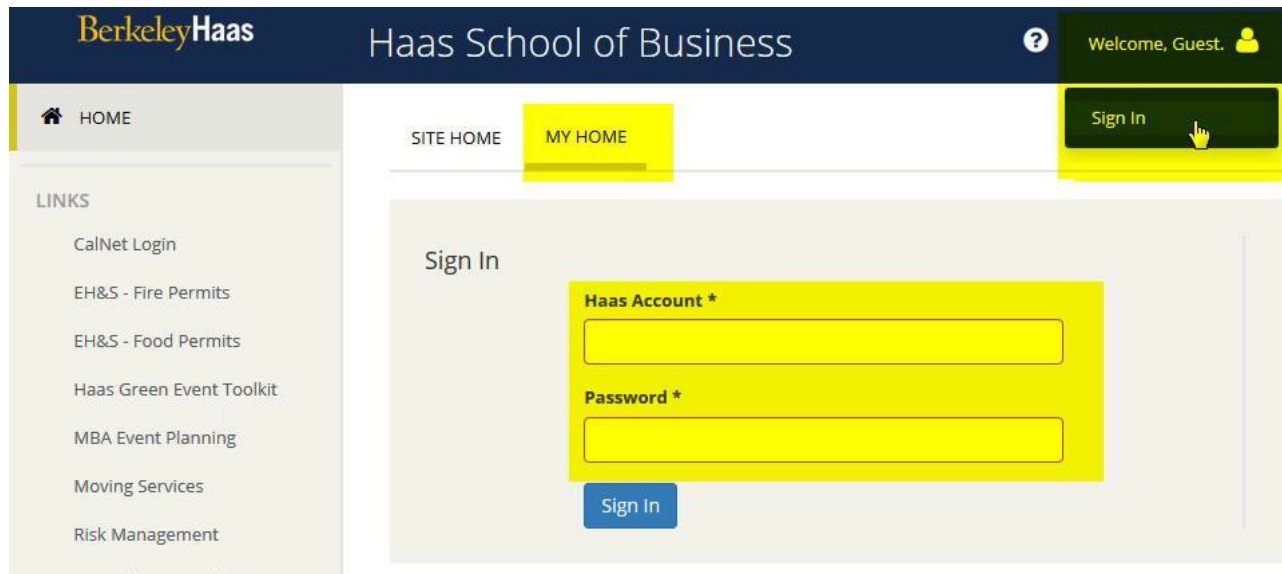 BerkeleyHaas
Haas School of Business
?
Welcome, Guest.
Sign In
HOME
LINKS
CalNet Login
EH&S - Fire Permits
EH&S - Food Permits
Haas Green Event Toolkit
MBA Event Planning
Moving Services
Risk Management
SITE HOME
MY HOME
Sign In
Haas Account *
Password *
Sign In